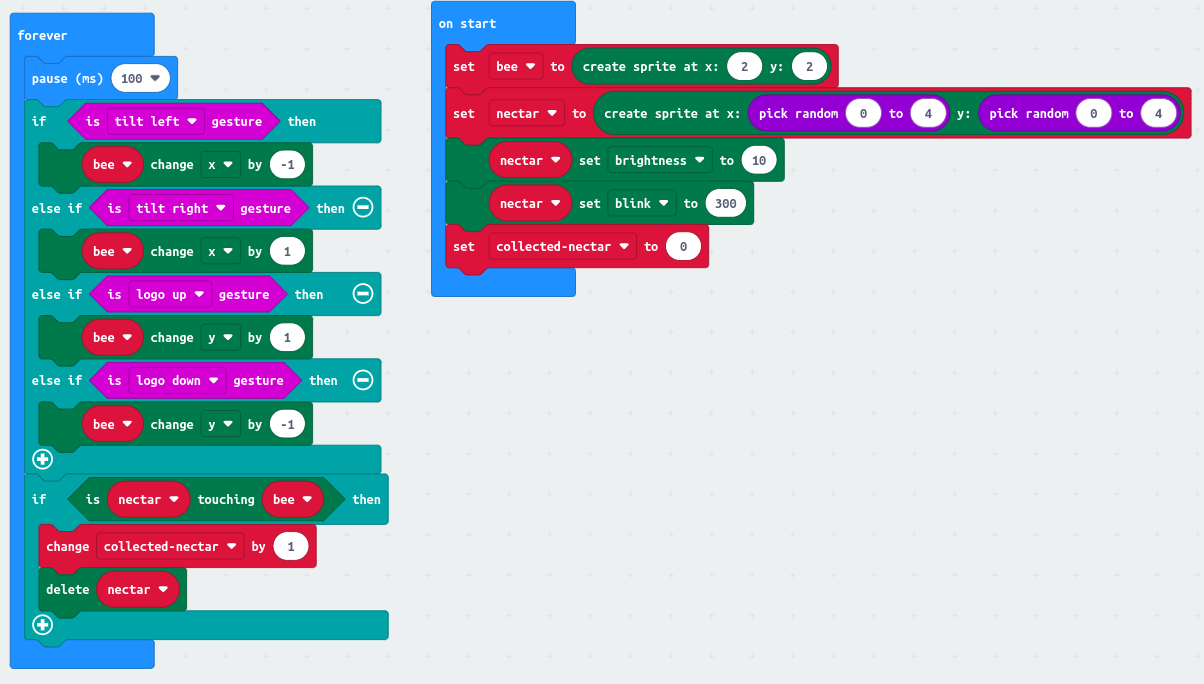 forever
pause (ms) 100
if is tilt left gesture then
bee change x by -1
else if is tilt right gesture then
bee change x by 1
else if is logo up gesture then
bee change y by 1
else if is logo down gesture then
bee change y by -1
if is nectar touching bee then
change collected-nectar by 1
delete nectar
on start
set bee to create sprite at x: 2 y: 2
set nectar to create sprite at x: pick random 0 to 4 y: pick random 0 to 4
nectar set brightness to 10
nectar set blink to 300
set collected-nectar to 0